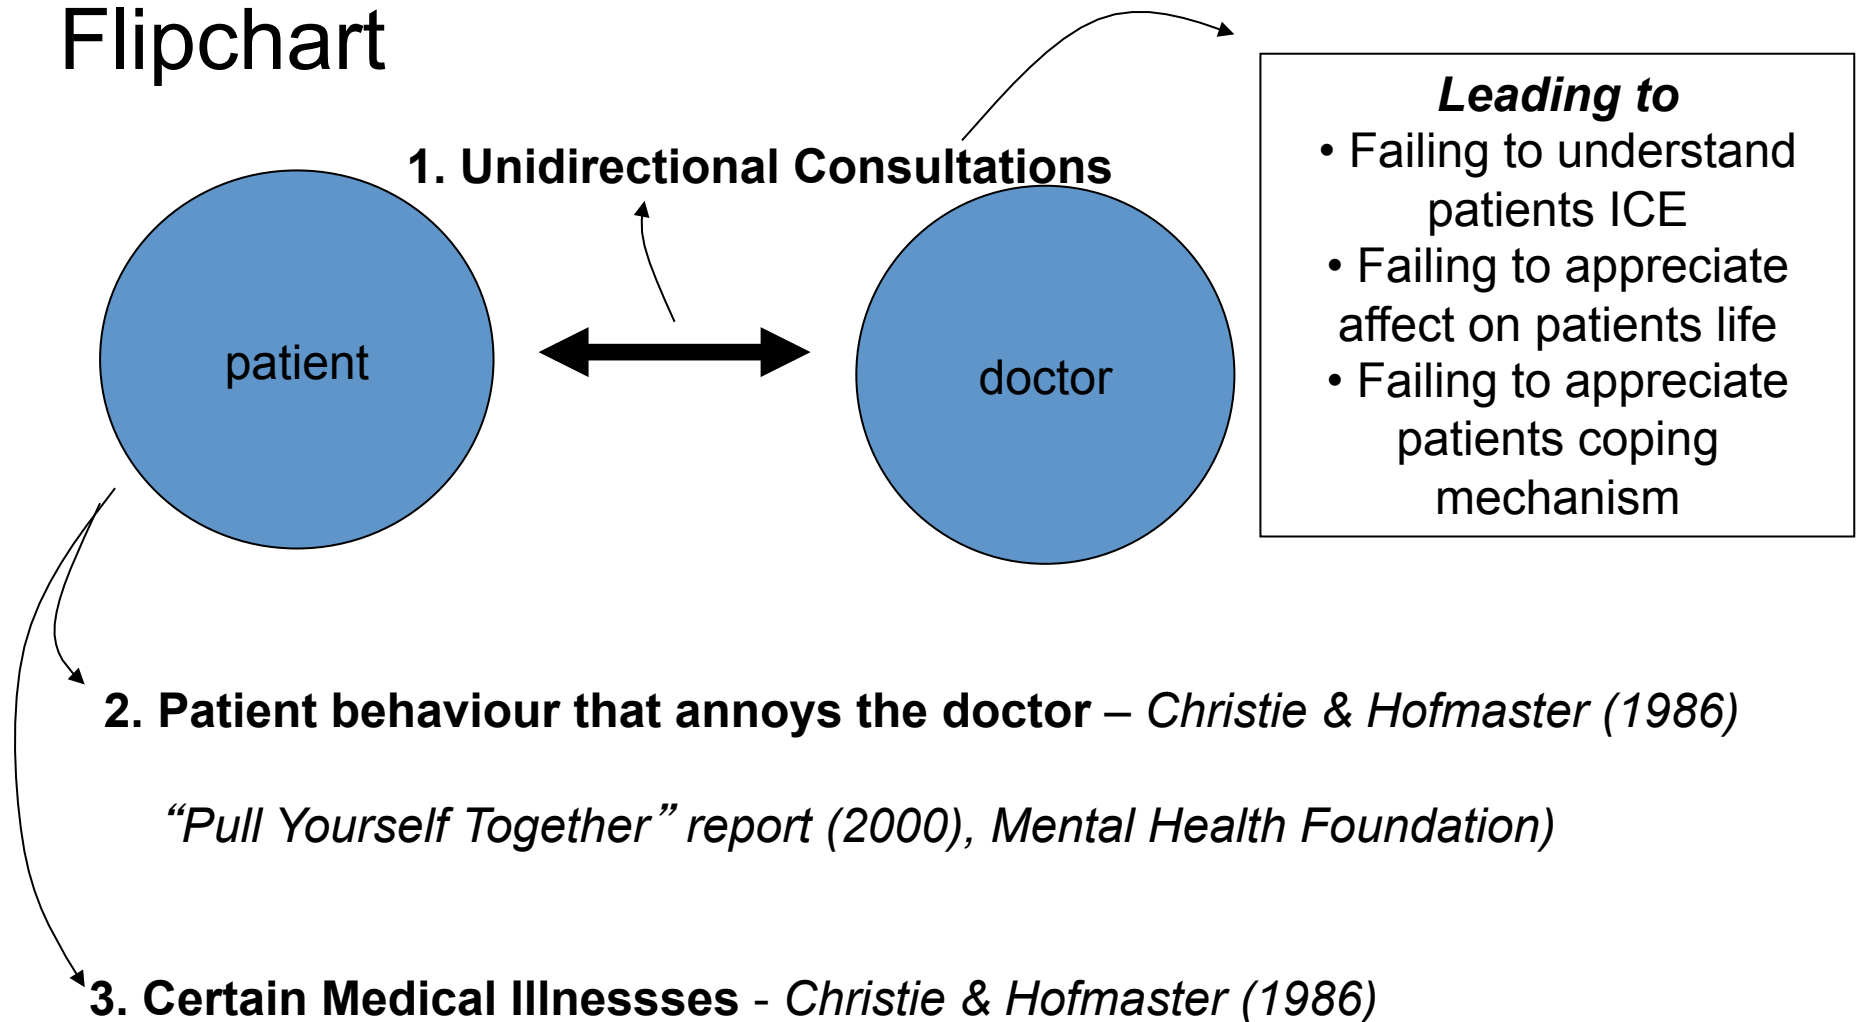 Flipchart
1. Unidirectional Consultations
patient
doctor
Leading to
• Failing to understand
patients ICE
• Failing to appreciate
affect on patients life
• Failing to appreciate
patients coping
mechanism
2. Patient behaviour that annoys the doctor – Christie & Hofmaster (1986)
“Pull Yourself Together” report (2000), Mental Health Foundation)
3. Certain Medical Illnessses - Christie & Hofmaster (1986)